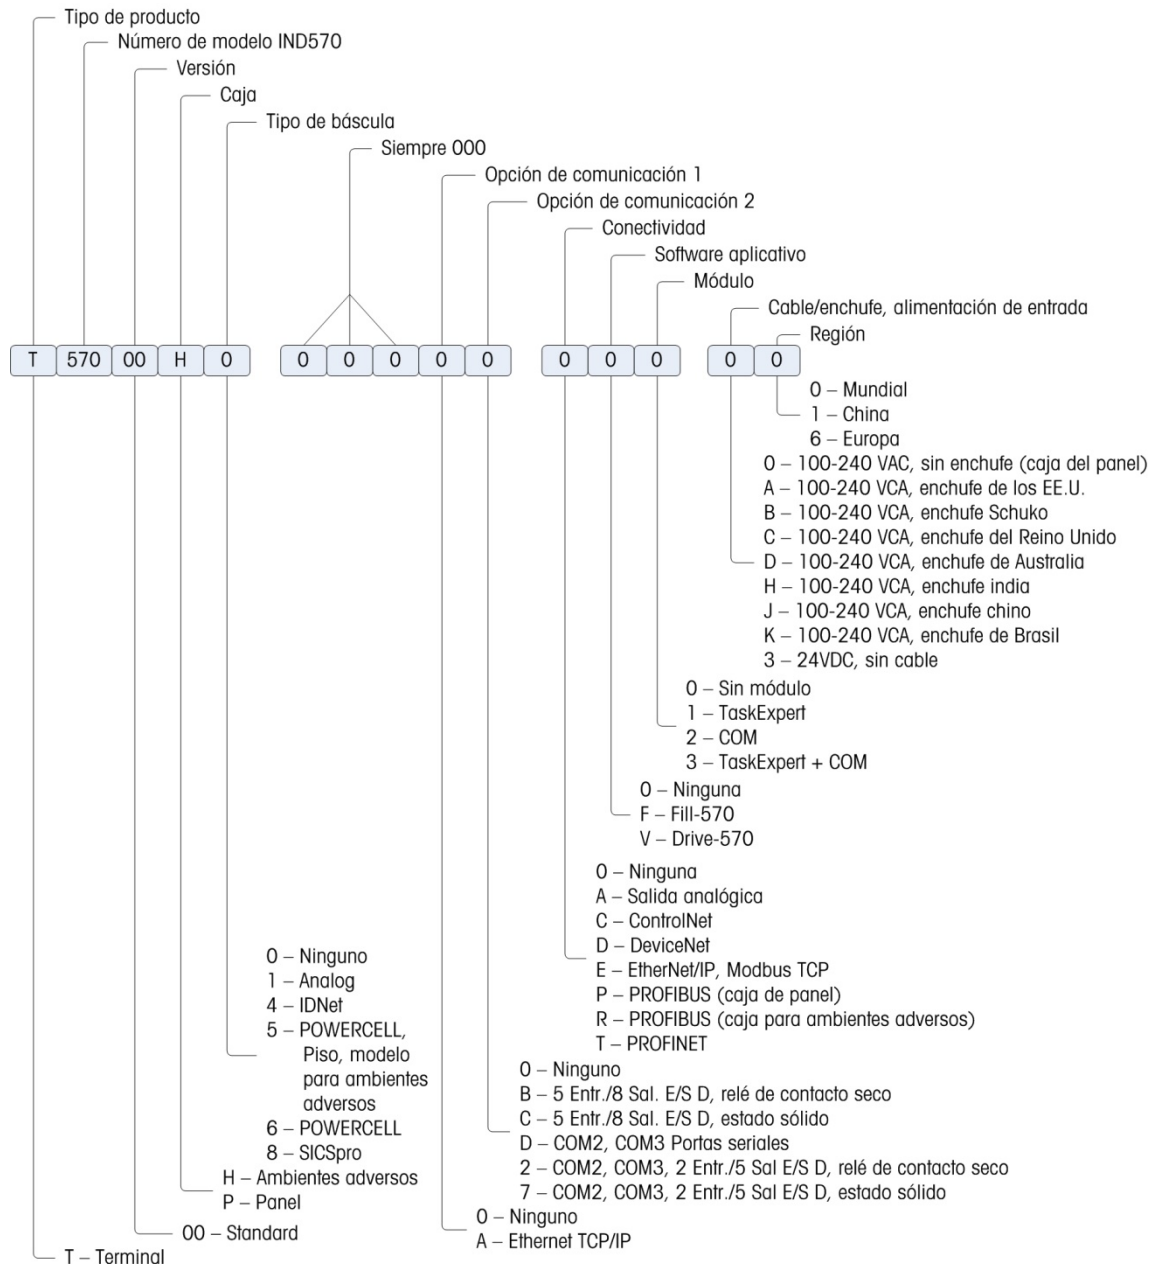 Tipo de producto
Número de modelo IND570
Versión
Caja
Tipo de báscula
Siempre 000
Opción de comunicación 1
Opción de comunicación 2
Conectividad
Software aplicativo
Módulo
Cable/enchufe, alimentación de entrada
Región
T 570 00 H 0 0 0 0 0 0 0 0 0 0 0
0 – Mundial
1 – China
6 – Europa
0 – 100-240 VAC, sin enchufe (caja del panel)
A – 100-240 VCA, enchufe de los EE.U.
B – 100-240 VCA, enchufe Schuko
C – 100-240 VCA, enchufe del Reino Unido
D – 100-240 VCA, enchufe de Australia
H – 100-240 VCA, enchufe india
J – 100-240 VCA, enchufe chino
K – 100-240 VCA, enchufe de Brasil
3 – 24VDC, sin cable
0 – Sin módulo
1 – TaskExpert
2 – COM
3 – TaskExpert + COM
0 – Ninguna
F – Fill-570
V – Drive-570
0 – Ninguna
A – Salida analógica
C – ControlNet
D – DeviceNet
E – EtherNet/IP, Modbus TCP
P – PROFIBUS (caja de panel)
R – PROFIBUS (caja para ambientes adversos)
T – PROFINET
0 – Ninguno
1 – Analog
4 – IDNet
5 – POWERCELL,
Piso, modelo
para ambientes
adversos
6 – POWERCELL
8 – SICSpro
0 – Ninguno
B – 5 Entr./8 Sal. E/S D, relé de contacto seco
C – 5 Entr./8 Sal. E/S D, estado sólido
D – COM2, COM3 Portas seriales
2 – COM2, COM3, 2 Entr./5 Sal E/S D, relé de contacto seco
7 – COM2, COM3, 2 Entr./5 Sal E/S D, estado sólido
H – Ambientes adversos
P – Panel
0 – Ninguno
A – Ethernet TCP/IP
00 – Standard
T – Terminal